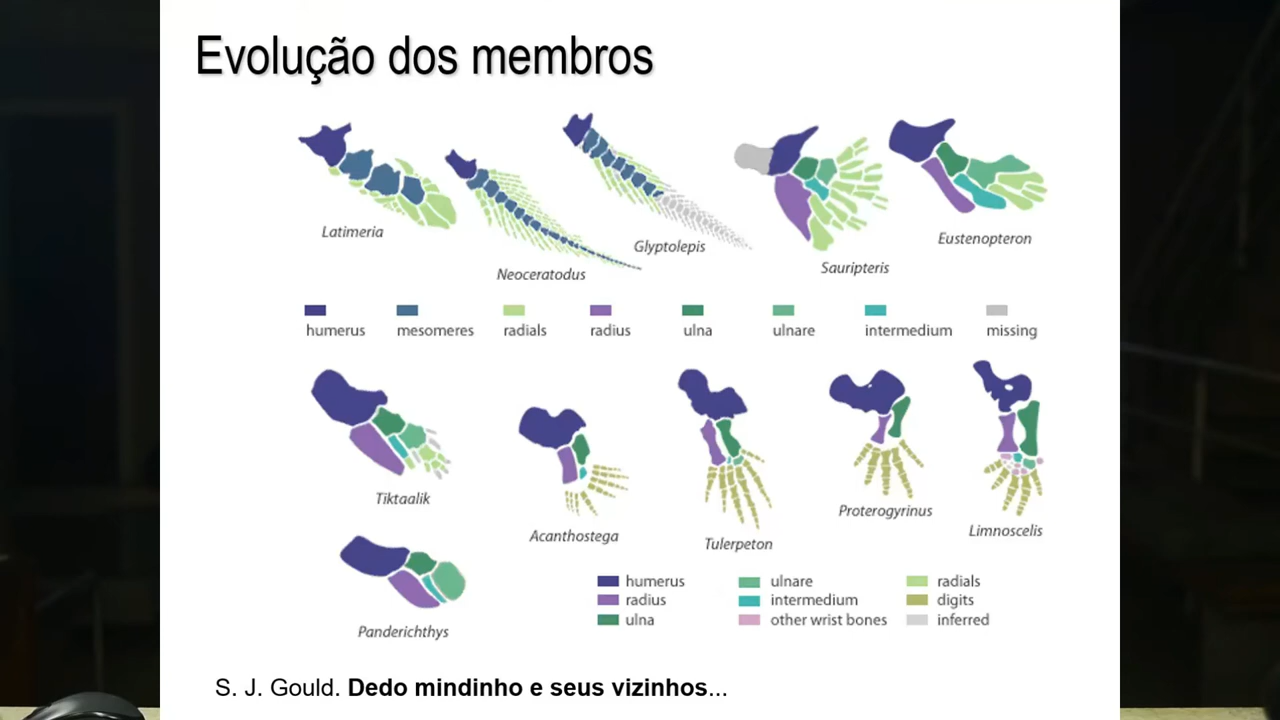 Evolução dos membros
Latimeria
Neoceratodus
Glyptolepis
Sauripteris
Eustenopteron
humerus mesomeres radials radius ulna ulnare intermedium missing
Tiktaalik
Acanthostega
Tulerpeton
Proterogyrinus
Limnoscelis
Panderichthys
humerus ulnare radials
radius intermedium digits
ulna other wrist bones inferred
S. J. Gould. Dedo mindinho e seus vizinhos...